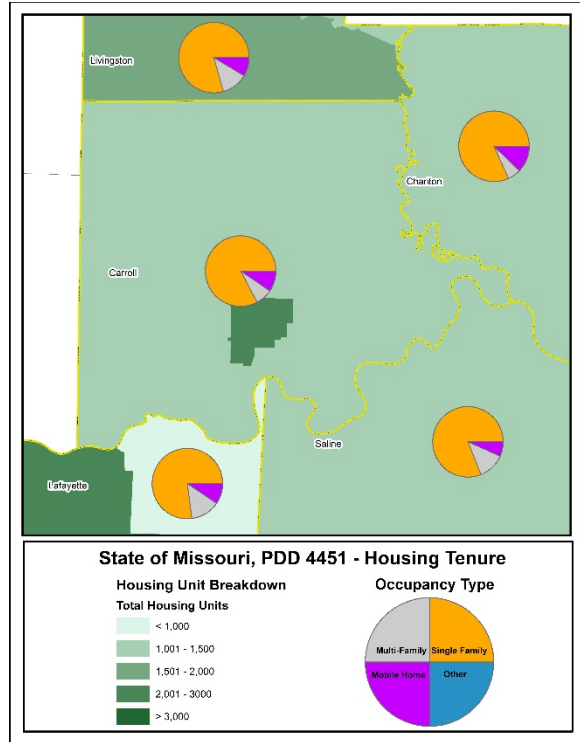 Livingston
Chariton
Carroll
Saline
Lafayette
State of Missouri, PDD 4451 - Housing Tenure
Housing Unit Breakdown
Total Housing Units
< 1,000
1,001 - 1,500
1,501 - 2,000
2,001 - 3000
> 3,000
Occupancy Type
Multi-Family
Single Family
Mobile Home
Other